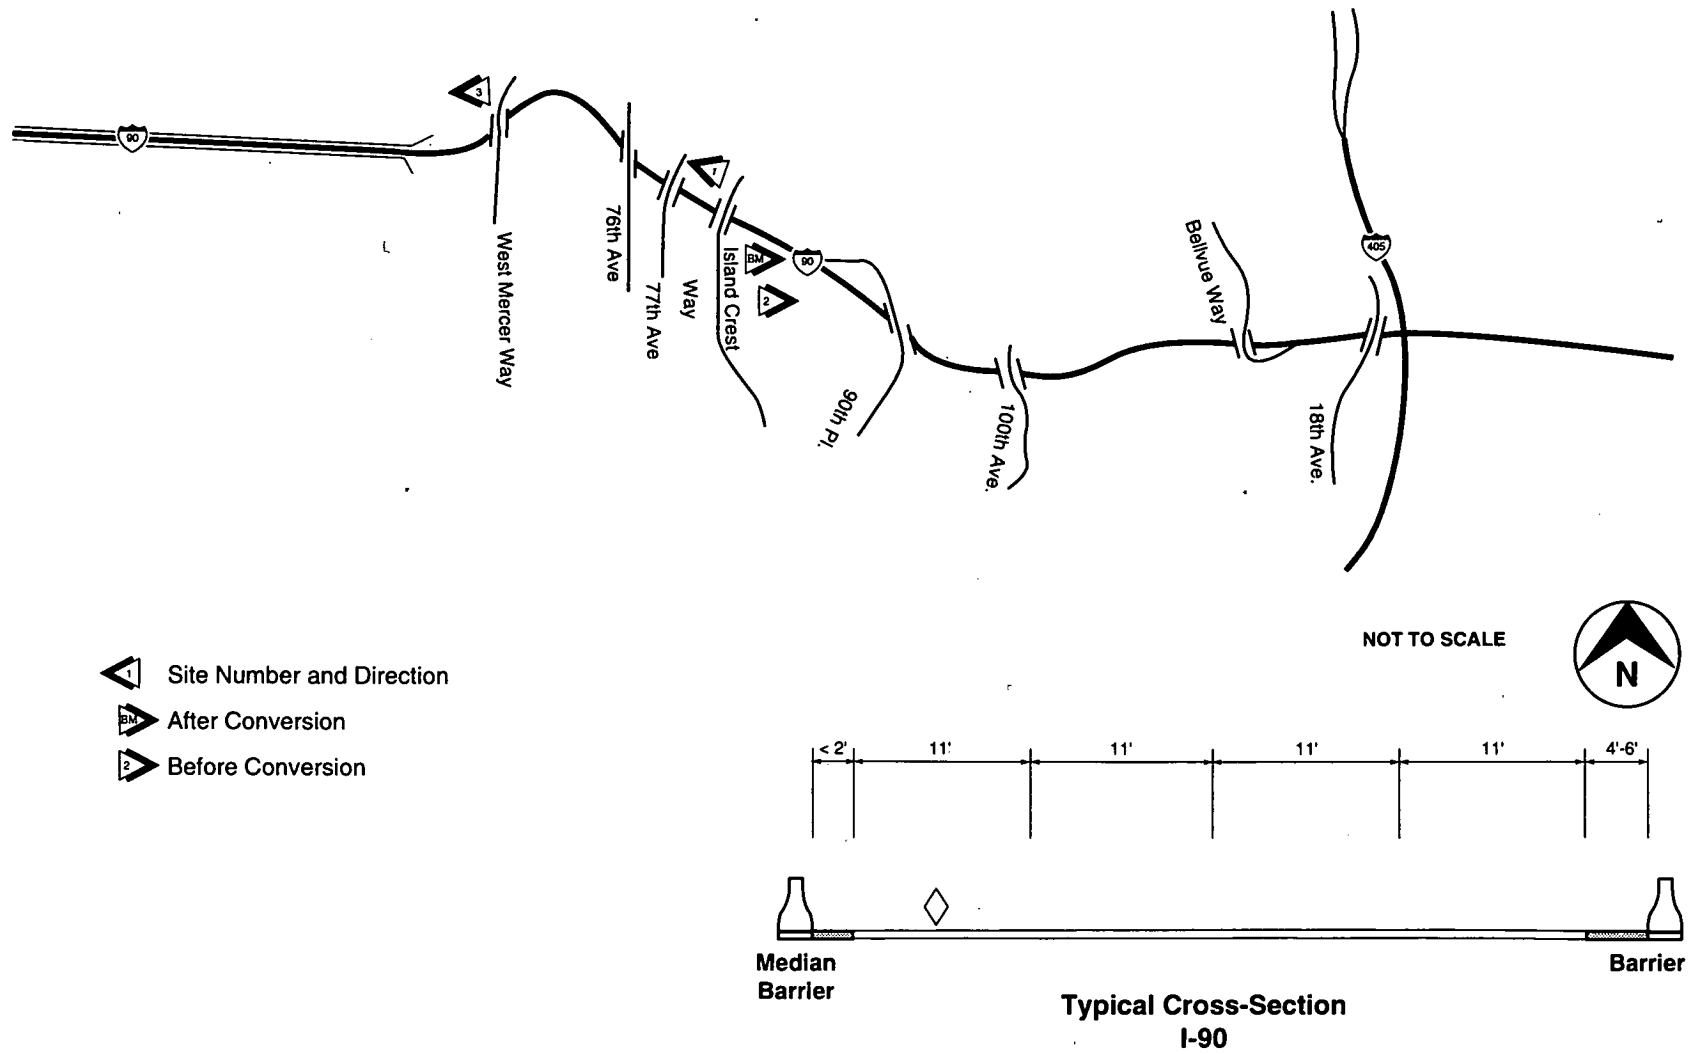 3
90
1
West Mercer Way
76th Ave
77th Ave
Way
Island Crest
BM
90
2
90th Pl.
100th Ave.
Bellvue Way
405
18th Ave.
NOT TO SCALE
N
1 Site Number and Direction
BM After Conversion
2 Before Conversion
< 2' 11' 11' 11' 11' 4'-6'
Median
Barrier
Barrier
Typical Cross-Section
I-90